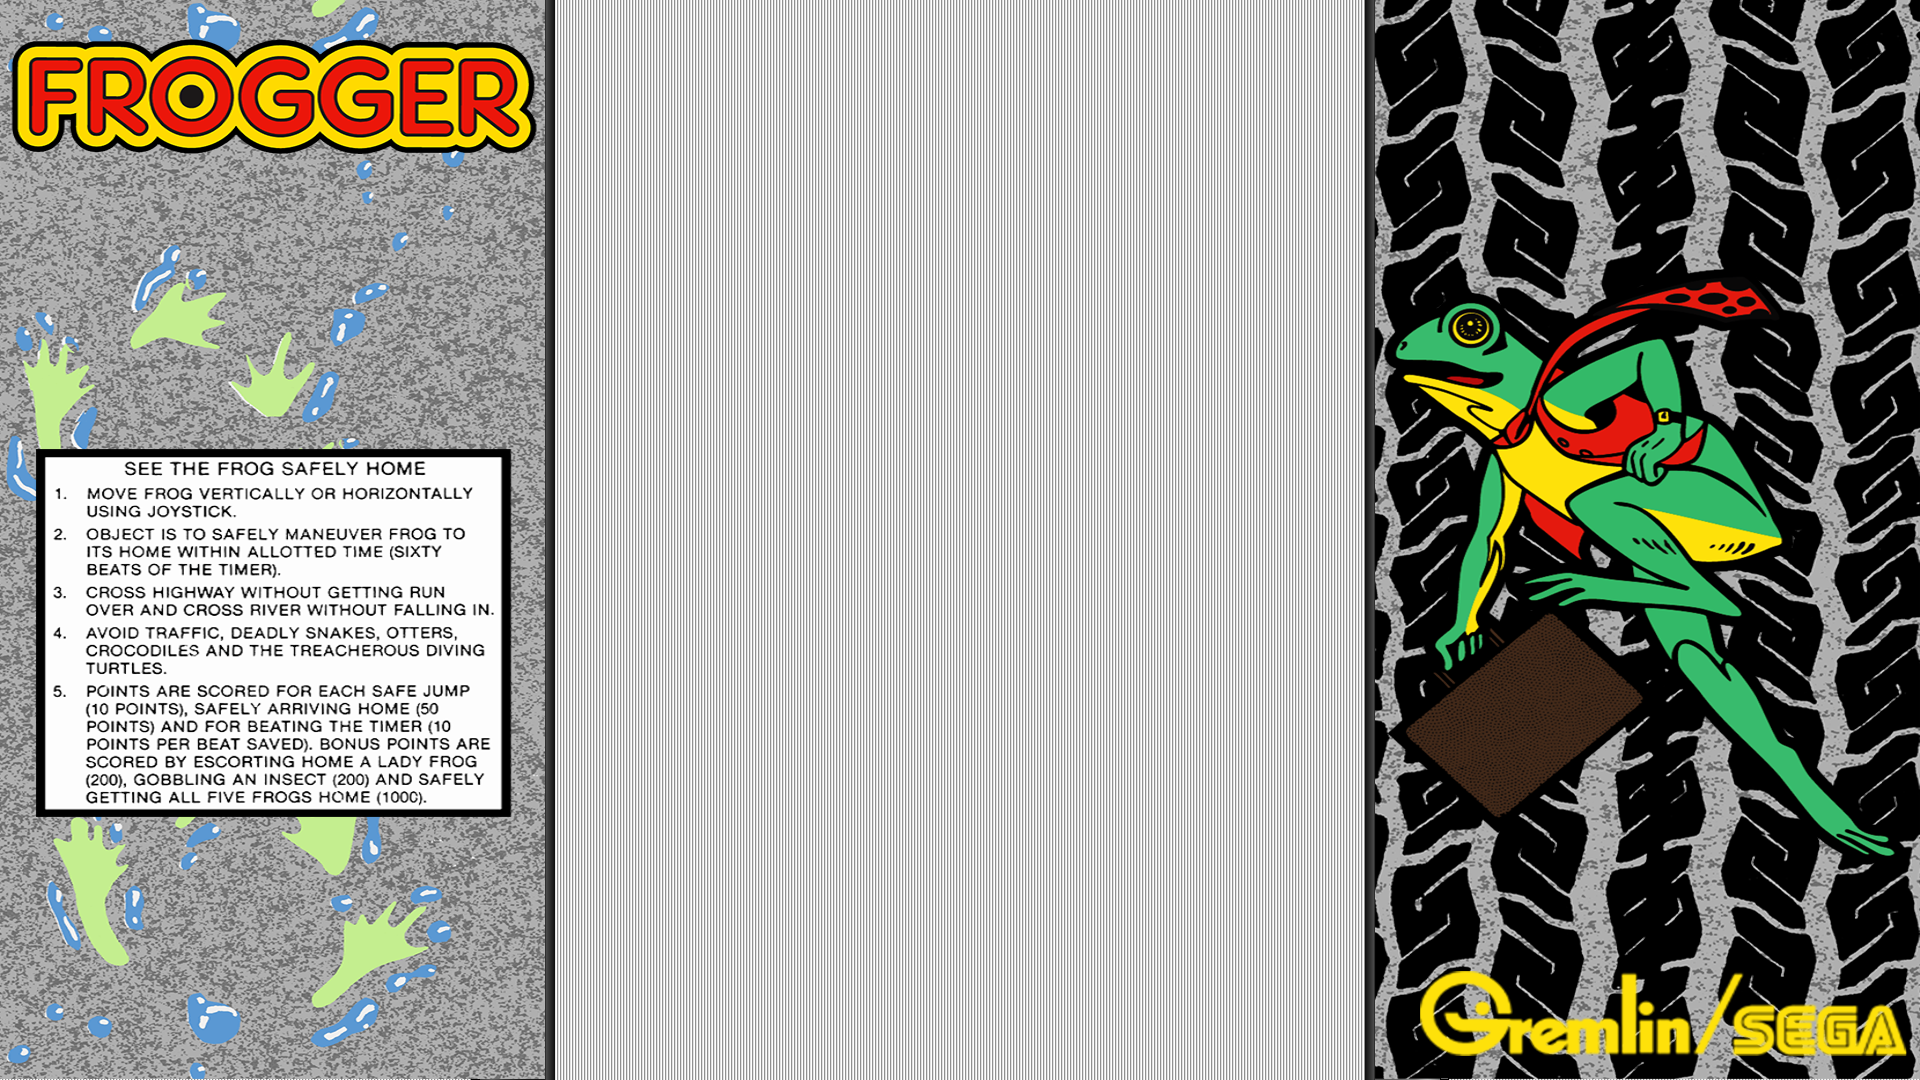 FROGGER
SEE THE FROG SAFELY HOME
1. MOVE FROG VERTICALLY OR HORIZONTALLY
USING JOYSTICK.
2. OBJECT IS TO SAFELY MANEUVER FROG TO
ITS HOME WITHIN ALLOTTED TIME (SIXTY
BEATS OF THE TIMER).
3. CROSS HIGHWAY WITHOUT GETTING RUN
OVER AND CROSS RIVER WITHOUT FALLING IN.
4. AVOID TRAFFIC, DEADLY SNAKES, OTTERS,
CROCODILES AND THE TREACHEROUS DIVING
TURTLES.
5. POINTS ARE SCORED FOR EACH SAFE JUMP
(10 POINTS), SAFELY ARRIVING HOME (50
POINTS) AND FOR BEATING THE TIMER (10
POINTS PER BEAT SAVED). BONUS POINTS ARE
SCORED BY ESCORTING HOME A LADY FROG
(200), GOBBLING AN INSECT (200) AND SAFELY
GETTING ALL FIVE FROGS HOME (1000).
Gremlin/SEGA